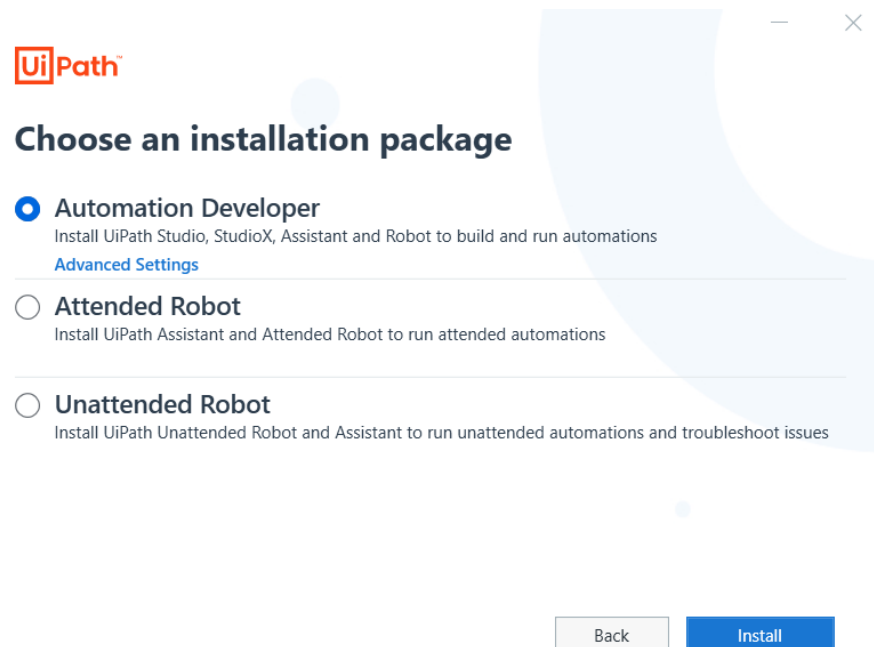 UiPath™
Choose an installation package
Automation Developer
Install UiPath Studio, StudioX, Assistant and Robot to build and run automations
Advanced Settings
Attended Robot
Install UiPath Assistant and Attended Robot to run attended automations
Unattended Robot
Install UiPath Unattended Robot and Assistant to run unattended automations and troubleshoot issues
Back
Install